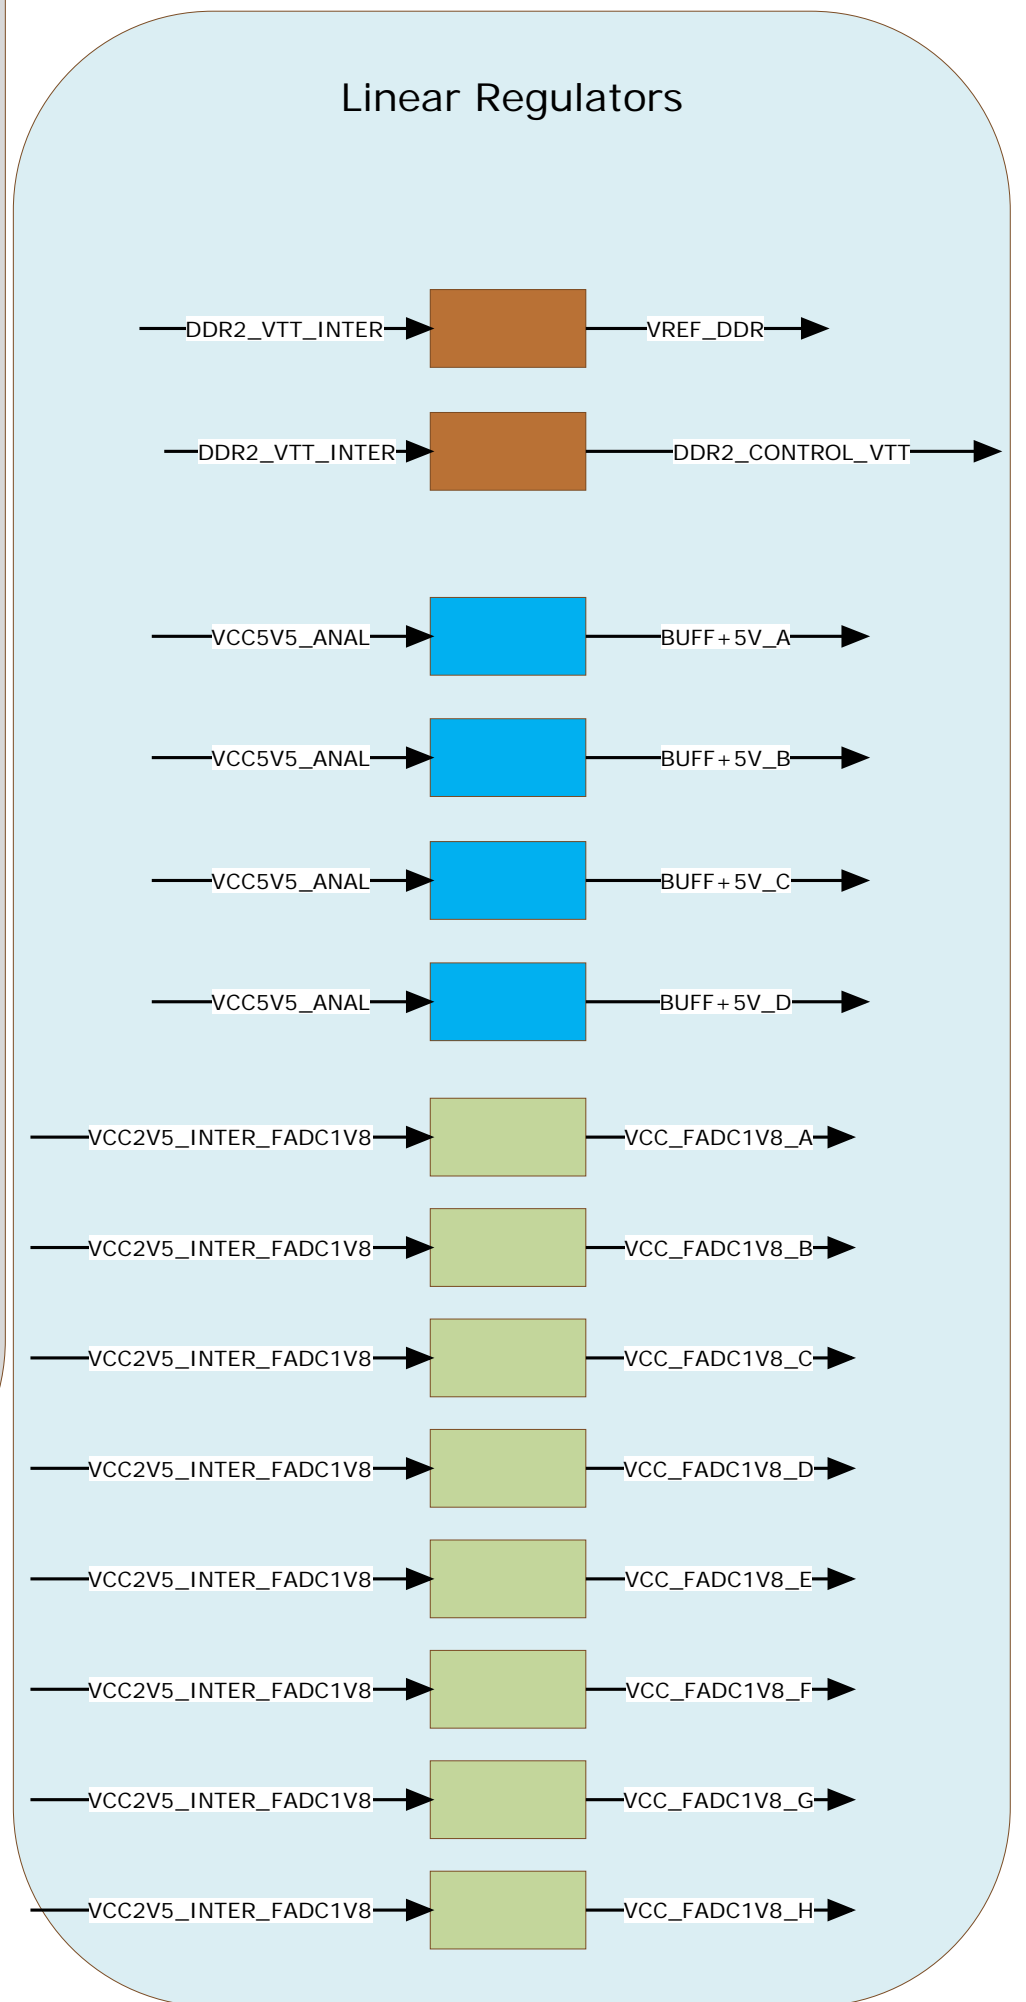 Linear Regulators
DDR2_VTT_INTER VREF_DDR
DDR2_VTT_INTER DDR2_CONTROL_VTT
VCC5V5_ANAL BUFF+5V_A
VCC5V5_ANAL BUFF+5V_B
VCC5V5_ANAL BUFF+5V_C
VCC5V5_ANAL BUFF+5V_D
VCC2V5_INTER_FADC1V8 VCC_FADC1V8_A
VCC2V5_INTER_FADC1V8 VCC_FADC1V8_B
VCC2V5_INTER_FADC1V8 VCC_FADC1V8_C
VCC2V5_INTER_FADC1V8 VCC_FADC1V8_D
VCC2V5_INTER_FADC1V8 VCC_FADC1V8_E
VCC2V5_INTER_FADC1V8 VCC_FADC1V8_F
VCC2V5_INTER_FADC1V8 VCC_FADC1V8_G
VCC2V5_INTER_FADC1V8 VCC_FADC1V8_H